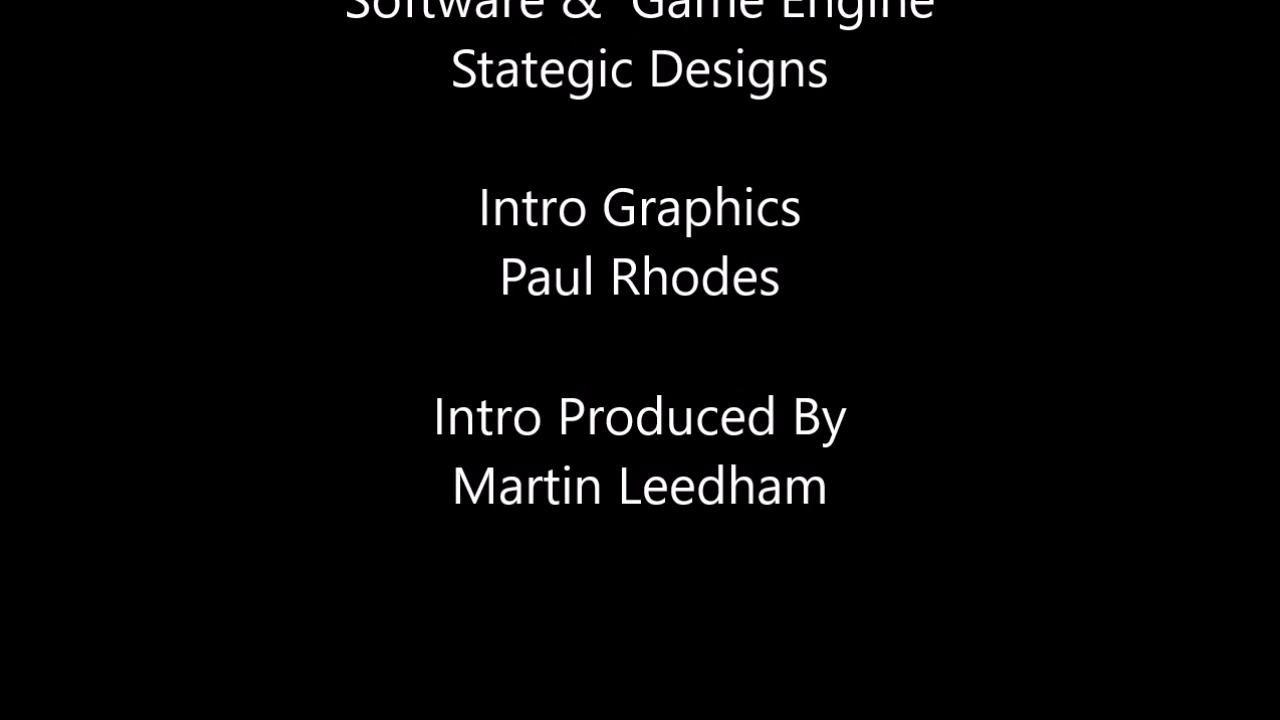 Software & Game Engine
Stategic Designs
Intro Graphics
Paul Rhodes
Intro Produced By
Martin Leedham